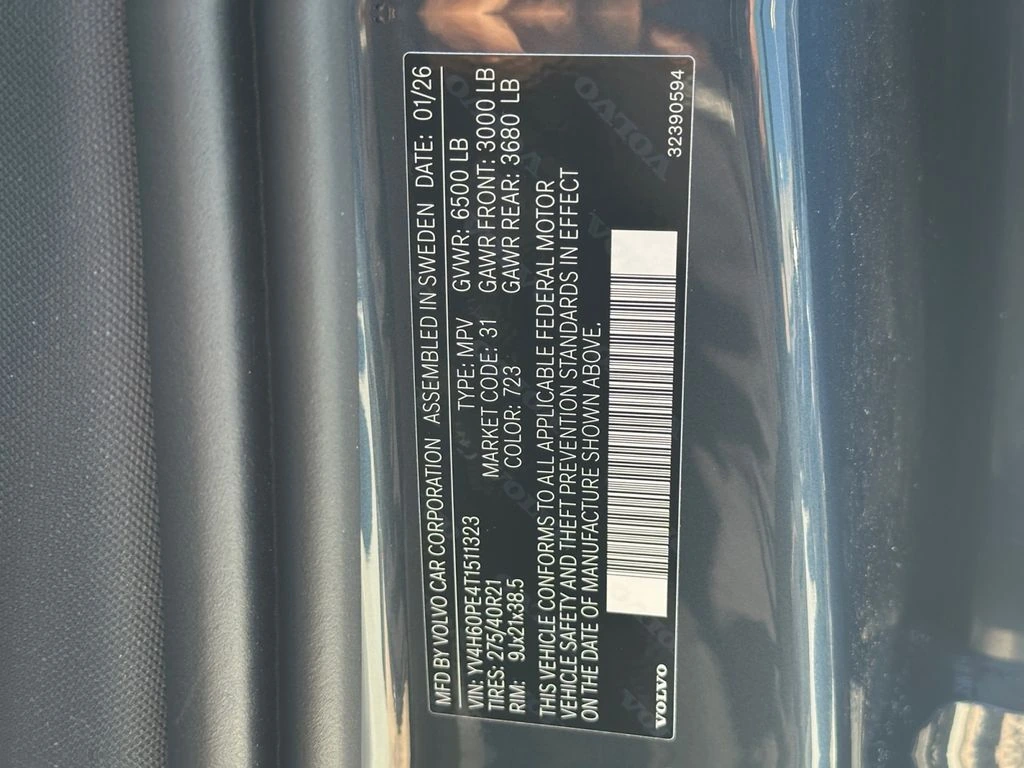 MFD BY VOLVO CAR CORPORATION ASSEMBLED IN SWEDEN DATE: 01/26
VIN: YV4H60PE4T1511323 TYPE: MPV GVWR: 6500 LB
TIRES: 275/40R21 MARKET CODE: 31 GAWR FRONT: 3000 LB
RIM: 9Jx21x38.5 COLOR: 723 GAWR REAR: 3680 LB
THIS VEHICLE CONFORMS TO ALL APPLICABLE FEDERAL MOTOR
VEHICLE SAFETY AND THEFT PREVENTION STANDARDS IN EFFECT
ON THE DATE OF MANUFACTURE SHOWN ABOVE.
VOLVO 32390594